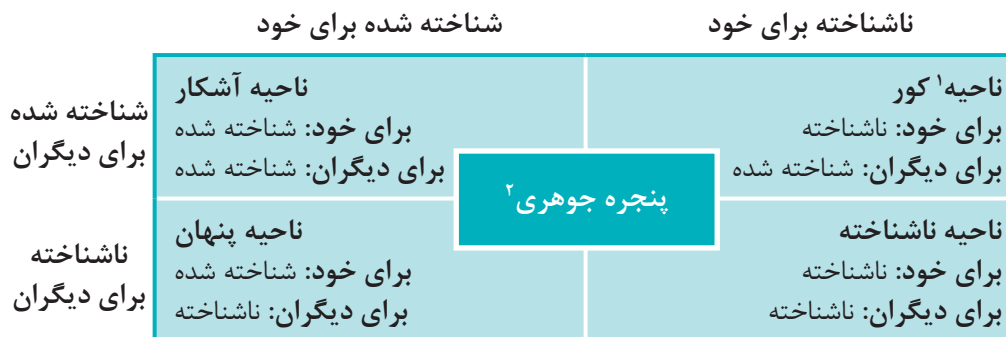 ناشناخته برای خود
شناخته شده برای خود
شناخته شده
برای دیگران
ناحیه¹ کور
برای خود: ناشناخته
برای دیگران: شناخته شده
ناحیه آشکار
برای خود: شناخته شده
برای دیگران: شناخته شده
پنجره جوهری²
ناشناخته
برای دیگران
ناحیه ناشناخته
برای خود: ناشناخته
برای دیگران: ناشناخته
ناحیه پنهان
برای خود: شناخته شده
برای دیگران: ناشناخته